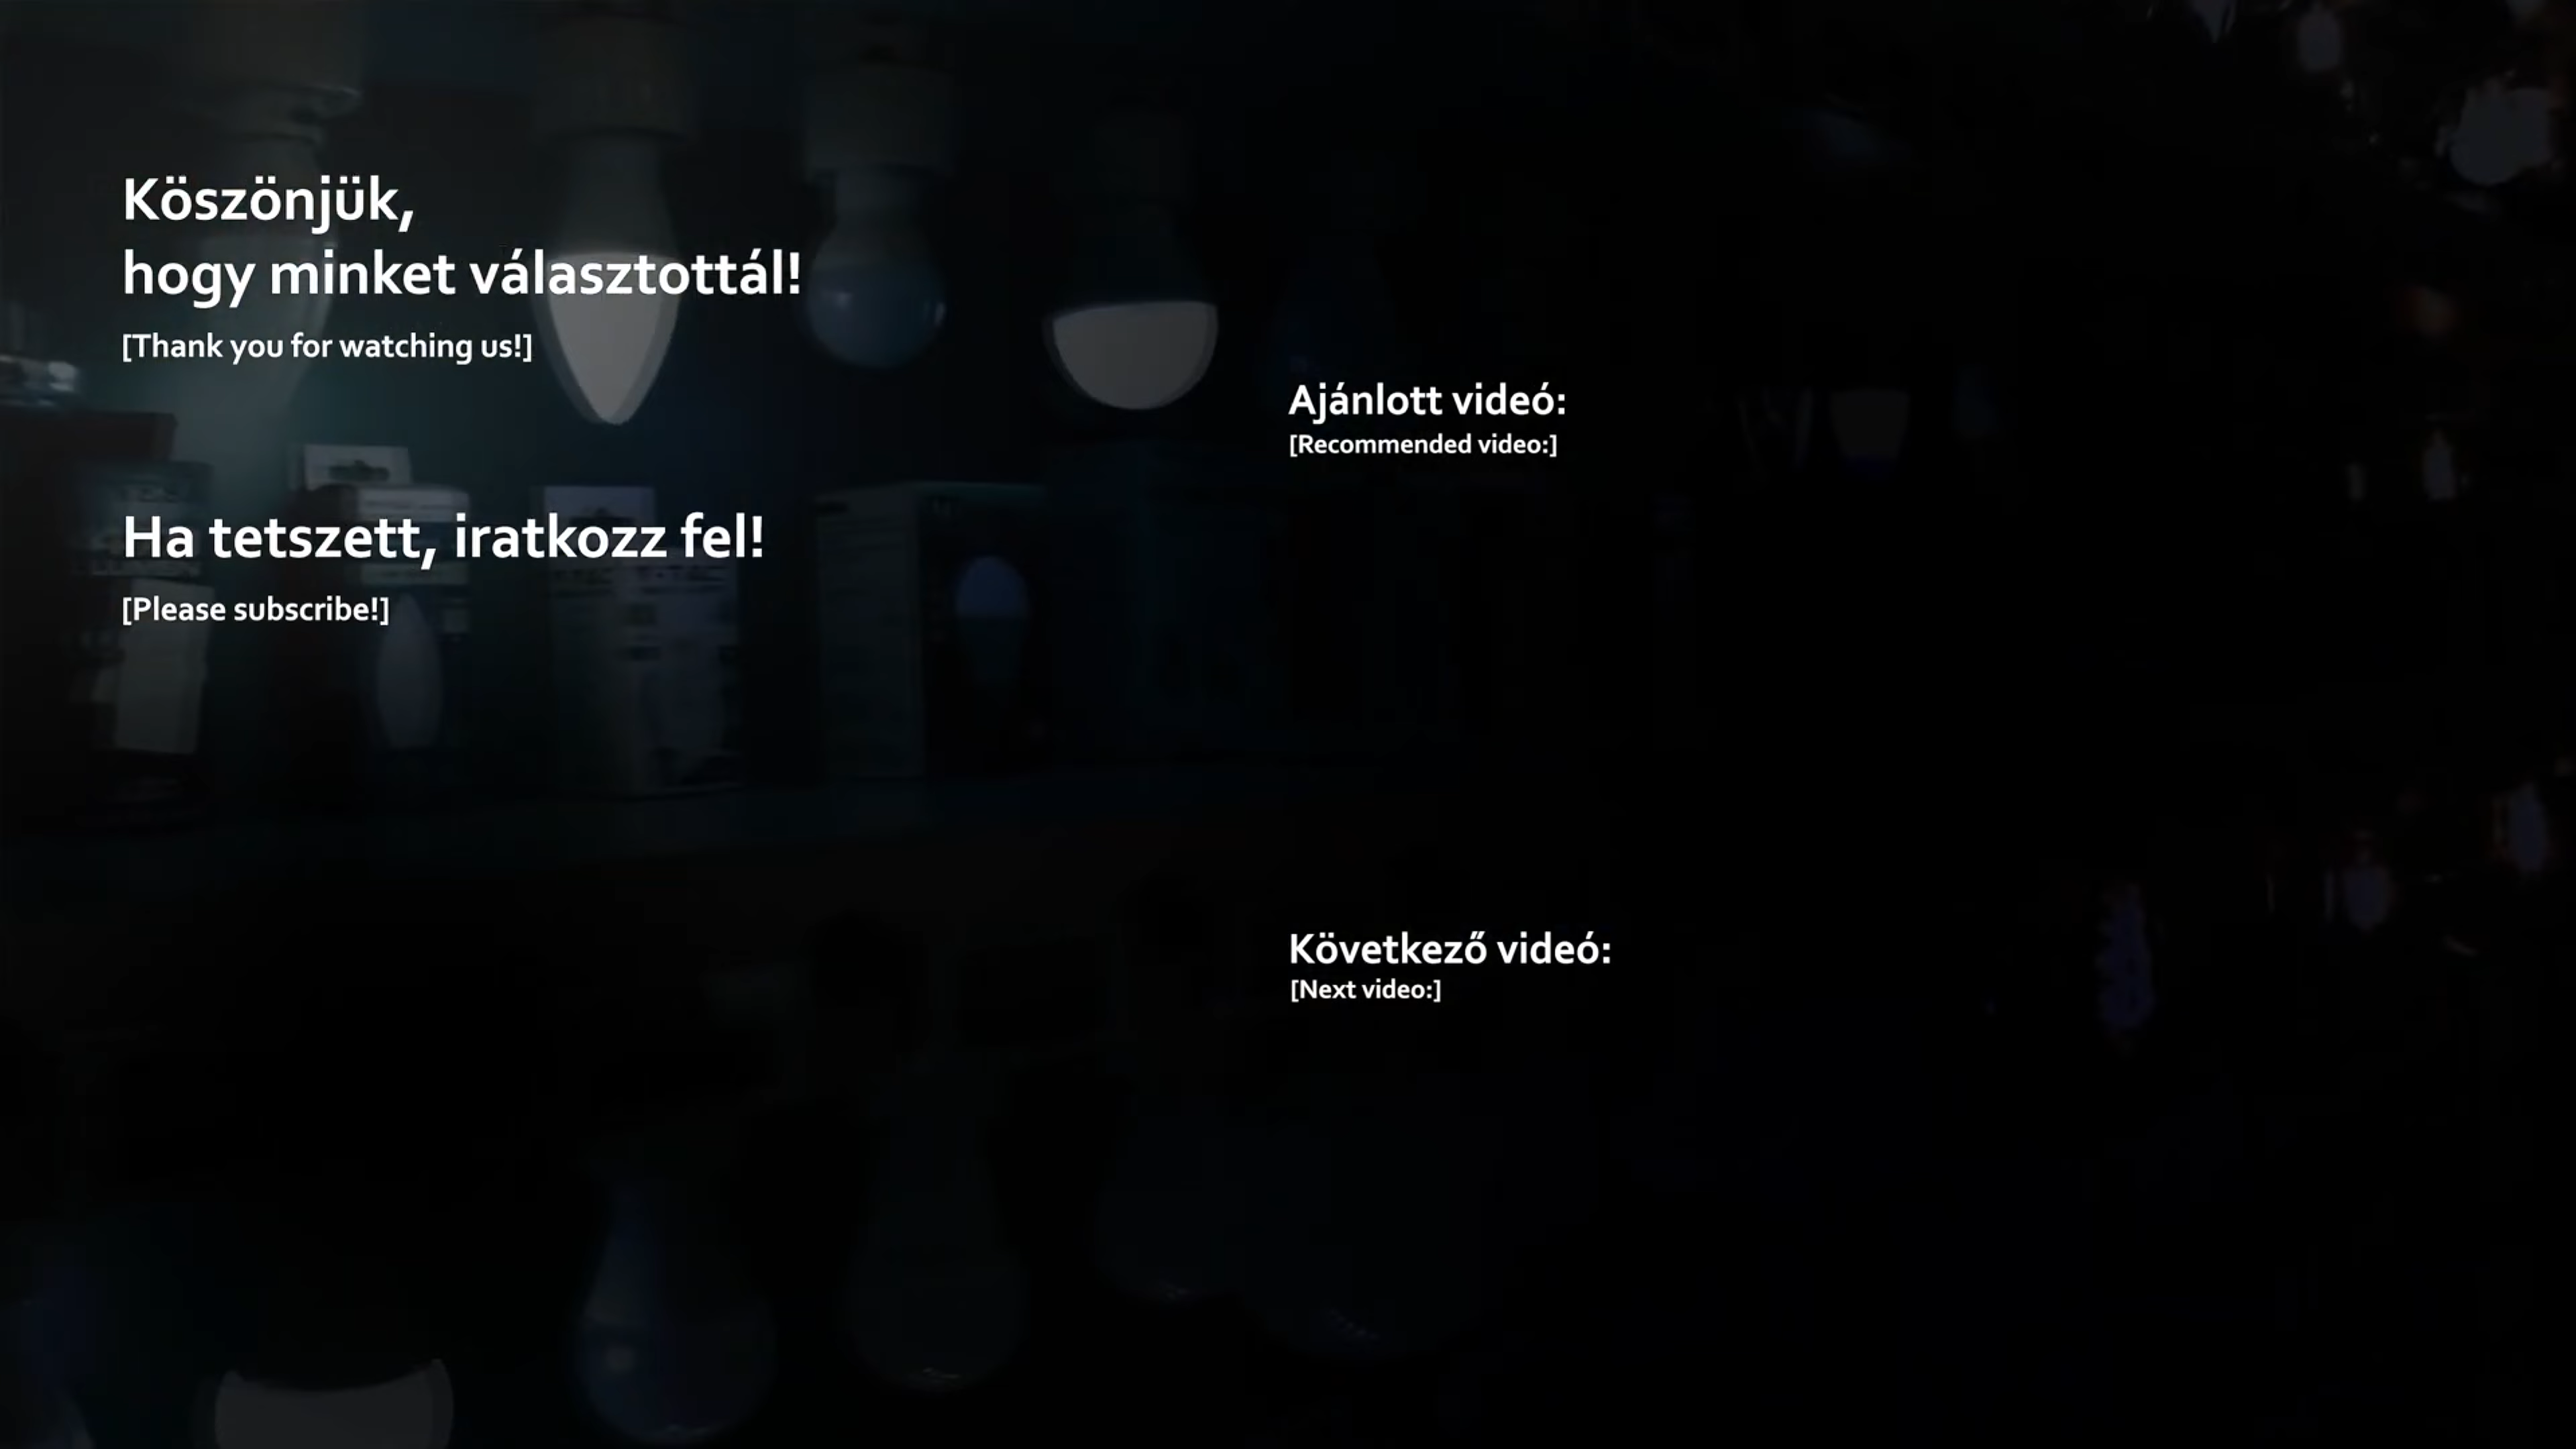 Köszönjük,
hogy minket választottál!
[Thank you for watching us!]
Ha tetszett, iratkozz fel!
[Please subscribe!]
Ajánlott videó:
[Recommended video:]
Következő videó:
[Next video:]